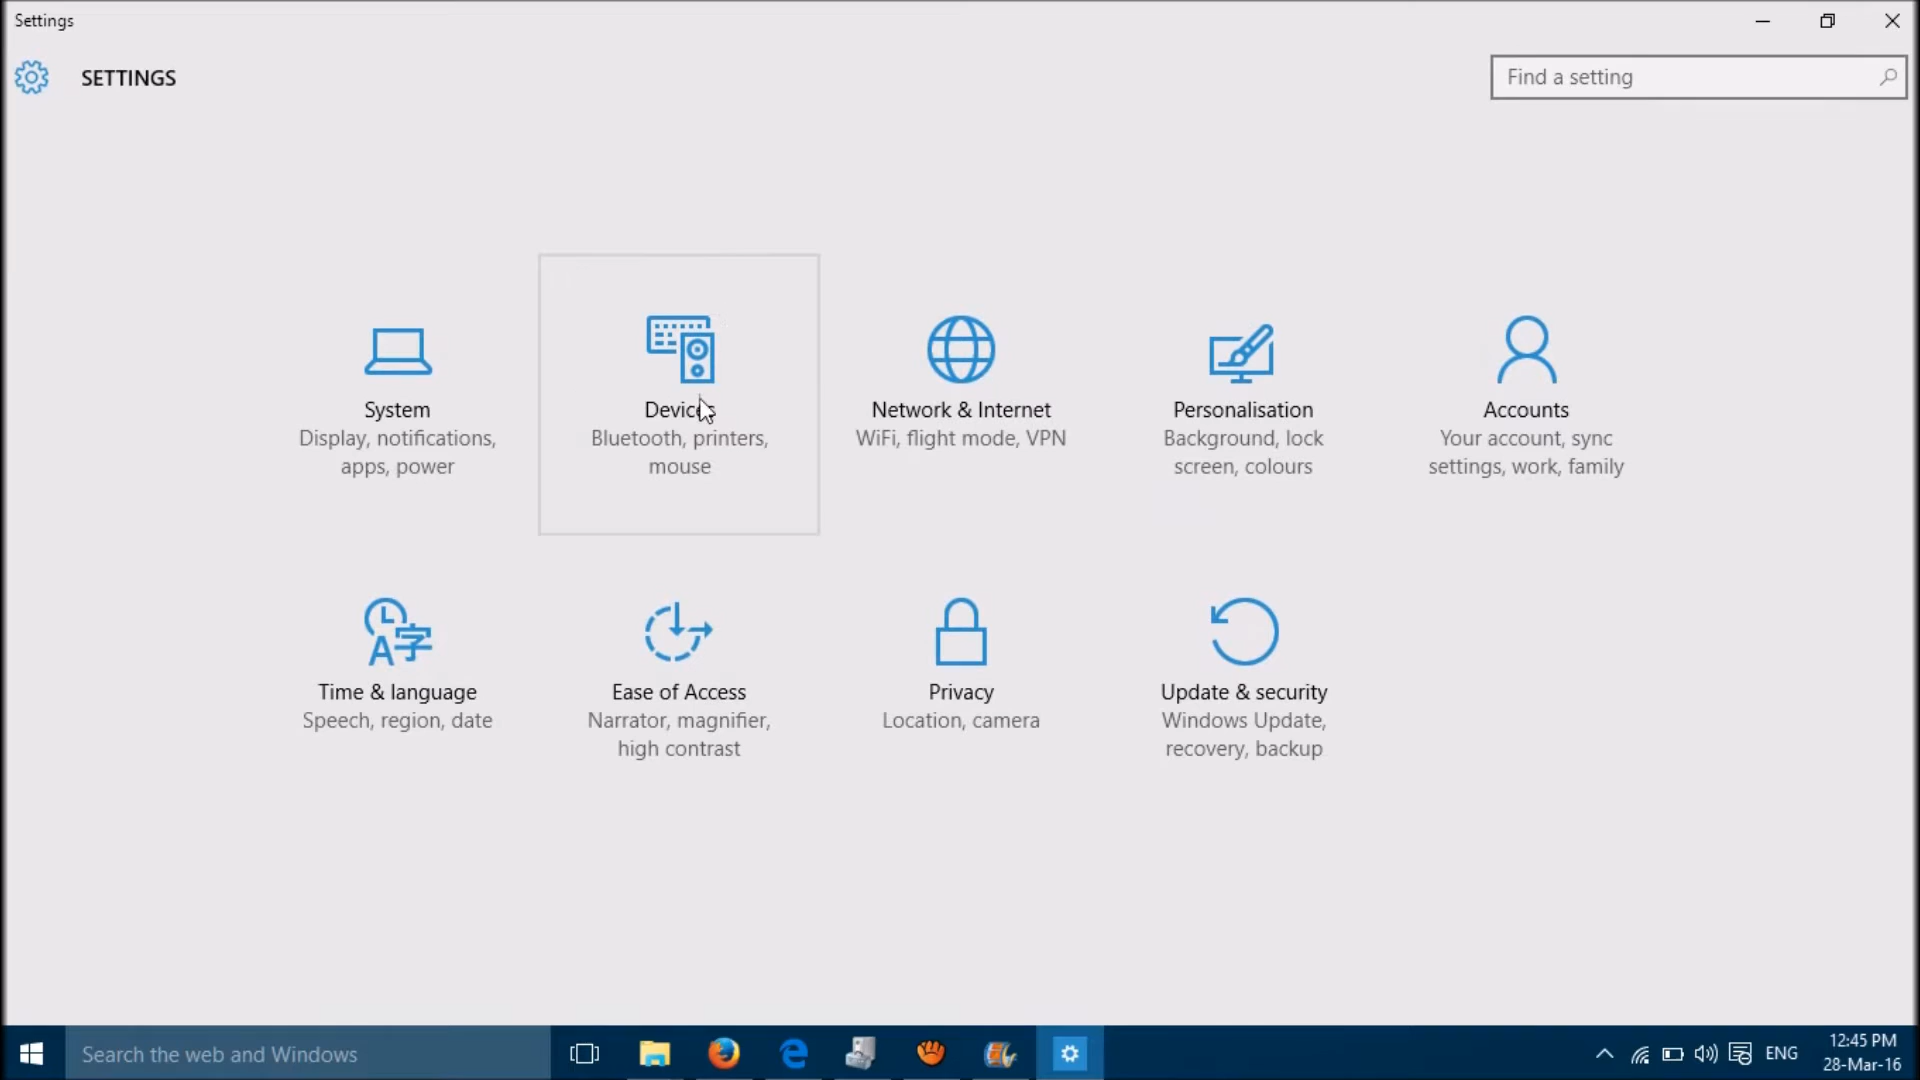 Settings
SETTINGS
Find a setting
System
Display, notifications,
apps, power
Devices
Bluetooth, printers,
mouse
Network & Internet
WiFi, flight mode, VPN
Personalisation
Background, lock
screen, colours
Accounts
Your account, sync
settings, work, family
A字
Time & language
Speech, region, date
Ease of Access
Narrator, magnifier,
high contrast
Privacy
Location, camera
Update & security
Windows Update,
recovery, backup
Search the web and Windows
ENG
12:45 PM
28-Mar-16